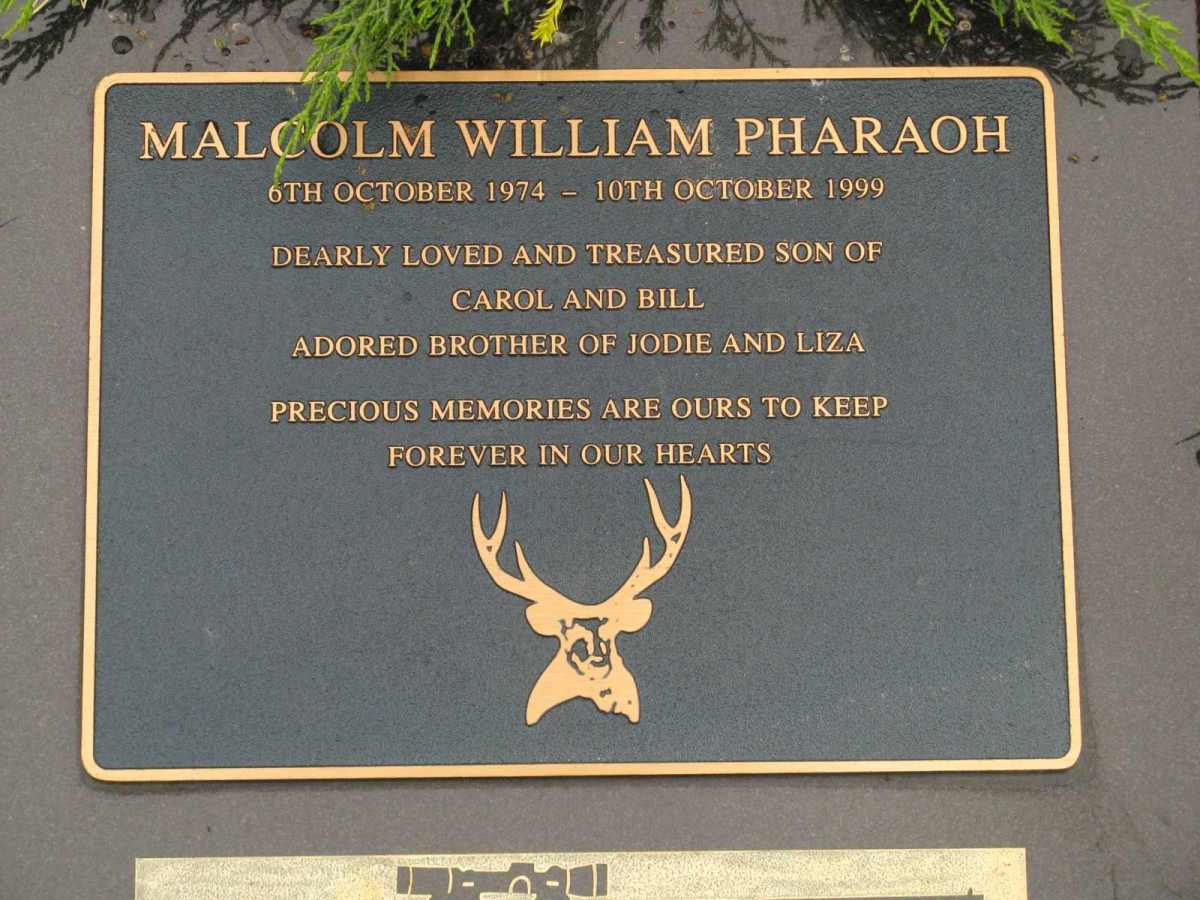 MALCOLM WILLIAM PHARAOH
6TH OCTOBER 1974 – 10TH OCTOBER 1999
DEARLY LOVED AND TREASURED SON OF
CAROL AND BILL
ADORED BROTHER OF JODIE AND LIZA
PRECIOUS MEMORIES ARE OURS TO KEEP
FOREVER IN OUR HEARTS